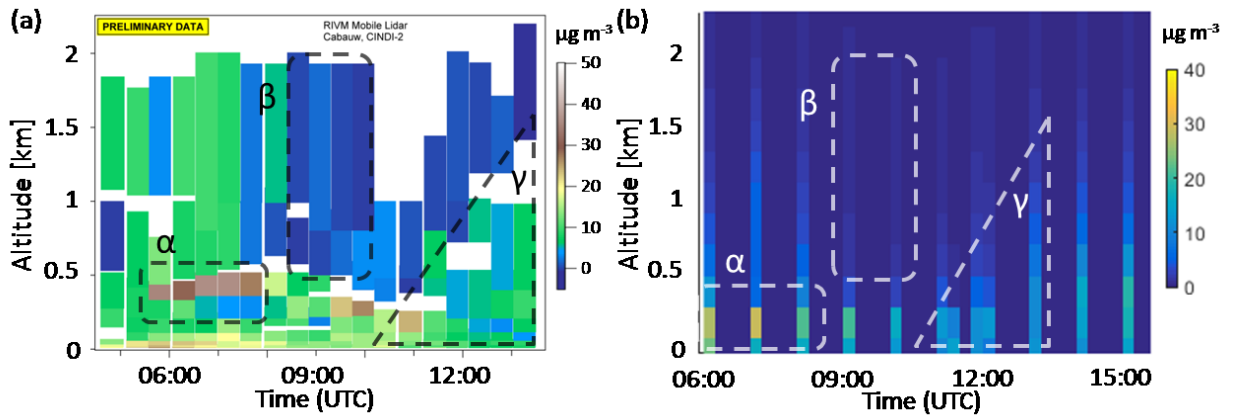 (a)
PRELIMINARY DATA
RIVM Mobile Lidar
Cabauw, CINDI-2
µg m⁻³
50
40
30
20
10
0
Altitude [km]
2
1.5
1
0.5
0
α
β
γ
06:00
09:00
12:00
Time (UTC)
(b)
µg m⁻³
40
30
20
10
0
Altitude [km]
2
1.5
1
0.5
0
α
β
γ
06:00
09:00
12:00
15:00
Time (UTC)